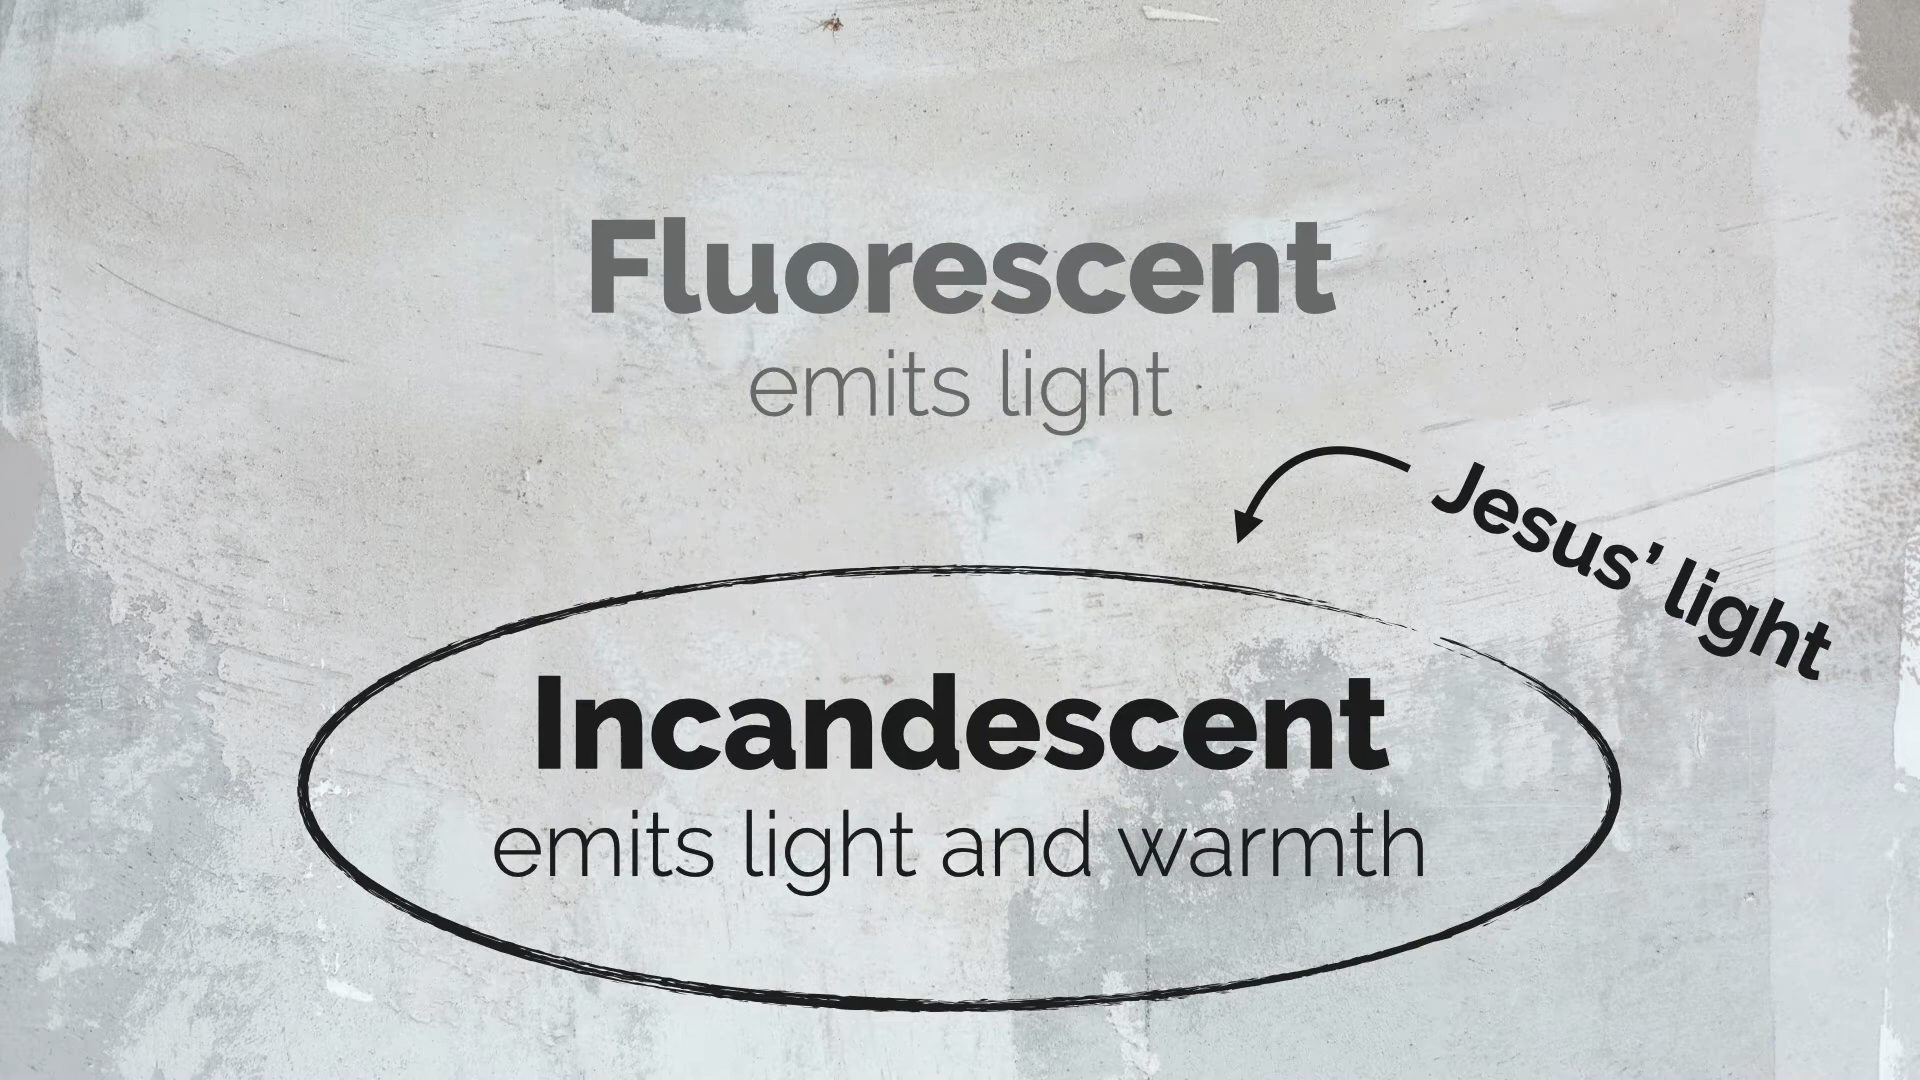 Fluorescent
emits light
Jesus’ light
Incandescent
emits light and warmth